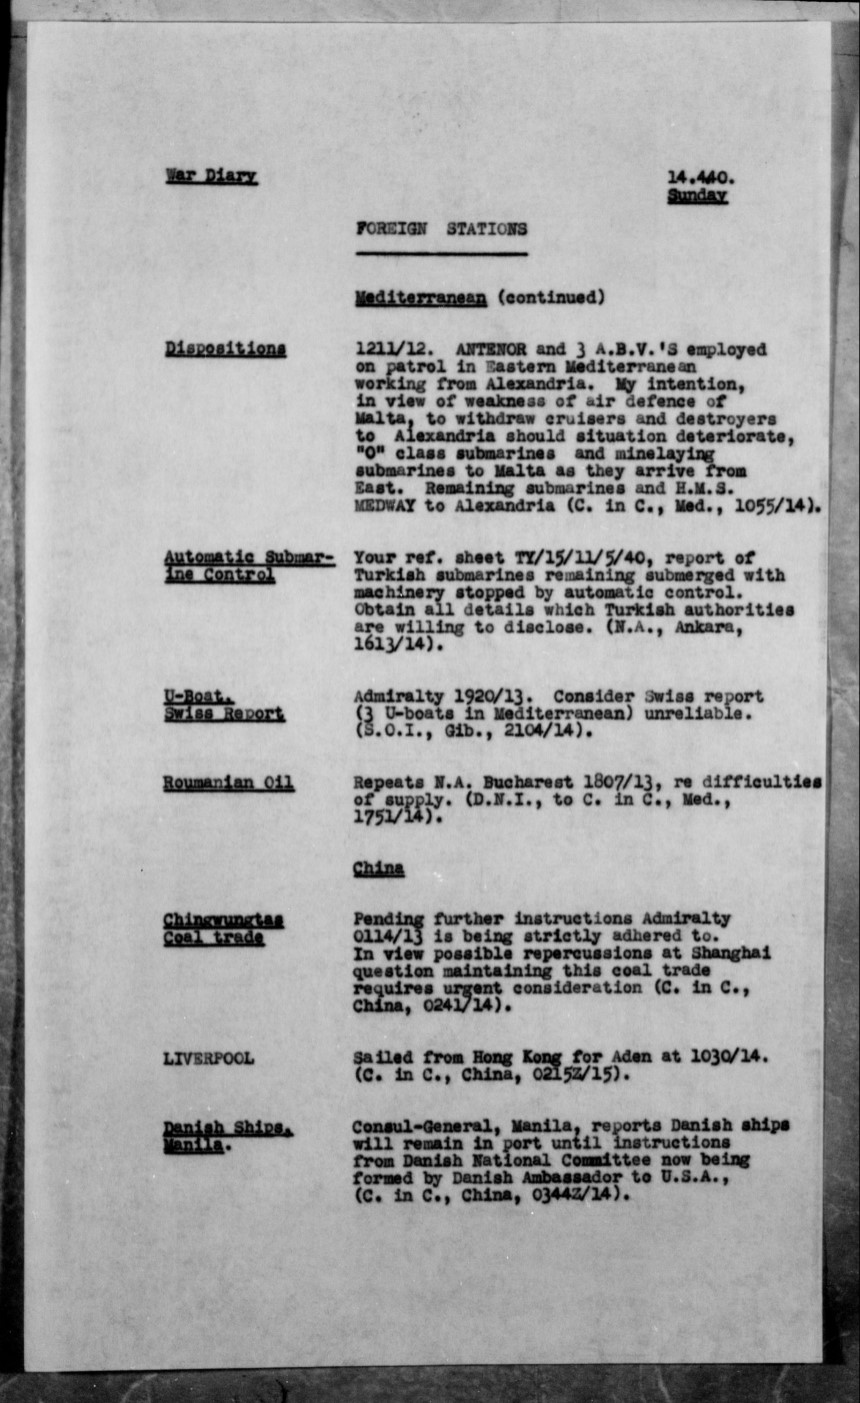 War Diary
14.440.
Sunday
FOREIGN STATIONS
Mediterranean (continued)
Dispositions
1211/12. ANTENOR and 3 A.B.V.'S employed
on patrol in Eastern Mediterranean
working from Alexandria. My intention,
in view of weakness of air defence of
Malta, to withdraw cruisers and destroyers
to Alexandria should situation deteriorate,
"O" class submarines and minelaying
submarines to Malta as they arrive from
East. Remaining submarines and H.M.S.
MEDWAY to Alexandria (C. in C., Med., 1055/14).
Automatic Submar-
ine Control
Your ref. sheet TY/15/11/5/40, report of
Turkish submarines remaining submerged with
machinery stopped by automatic control.
Obtain all details which Turkish authorities
are willing to disclose. (N.A., Ankara,
1613/14).
U-Boat.
Swiss Report
Admiralty 1920/13. Consider Swiss report
(3 U-boats in Mediterranean) unreliable.
(S.O.I., Gib., 2104/14).
Roumanian Oil
Repeats N.A. Bucharest 1807/13, re difficulties
of supply. (D.N.I., to C. in C., Med.,
1751/14).
China
Chingwungtao
Coal trade
Pending further instructions Admiralty
0114/13 is being strictly adhered to.
In view possible repercussions at Shanghai
question maintaining this coal trade
requires urgent consideration (C. in C.,
China, 0241/14).
LIVERPOOL
Sailed from Hong Kong for Aden at 1030/14.
(C. in C., China, 0215Z/15).
Danish Ships.
Manila.
Consul-General, Manila, reports Danish ships
will remain in port until instructions
from Danish National Committee now being
formed by Danish Ambassador to U.S.A.,
(C. in C., China, 0344Z/14).